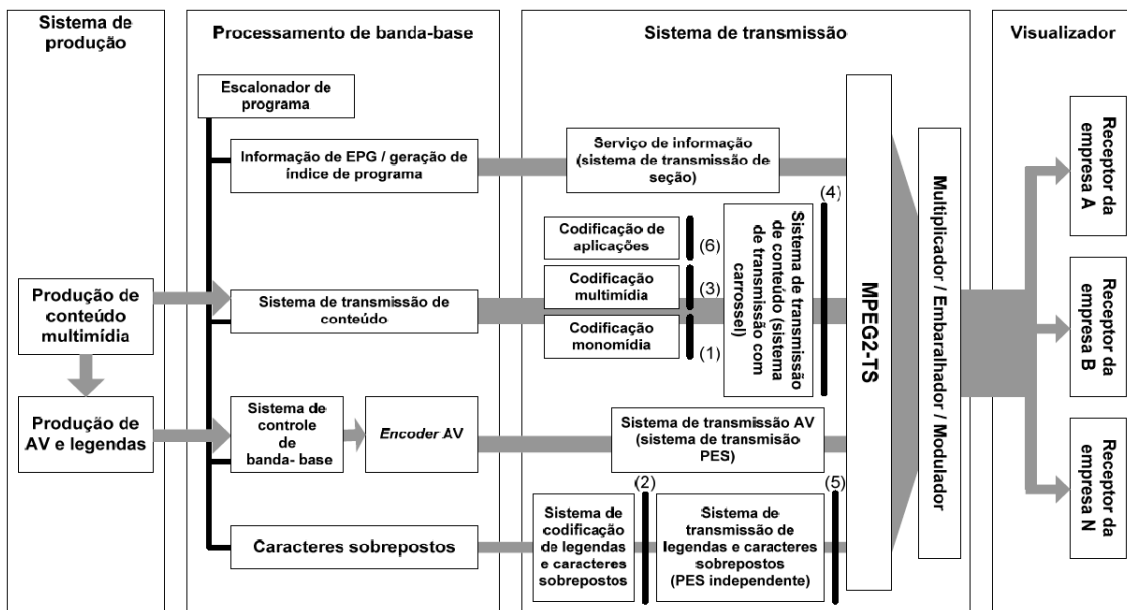 Sistema de
produção
Processamento de banda-base
Sistema de transmissão
Visualizador
Escalonador de
programa
Informação de EPG / geração de
índice de programa
Serviço de informação
(sistema de transmissão de
seção)
(4)
Codificação de
aplicações
(6)
Codificação
multimídia
(3)
Codificação
monomídia
(1)
Sistema de transmissão
de conteúdo (sistema
de transmissão com
carrossel)
Produção de
conteúdo
multimídia
Sistema de transmissão de
conteúdo
Produção de
AV e legendas
Sistema de
controle
de
banda- base
Encoder AV
Sistema de transmissão AV
(sistema de transmisão
PES)
(2)
(5)
Caracteres sobrepostos
Sistema de
codificação
de legendas
e caracteres
sobrepostos
Sistema de
transmissão de
legendas e caracteres
sobrepostos
(PES independente)
MPEG2-TS
Multiplicador / Embaralhador / Modulador
Receptor da
empresa A
Receptor da
empresa B
Receptor da
empresa N